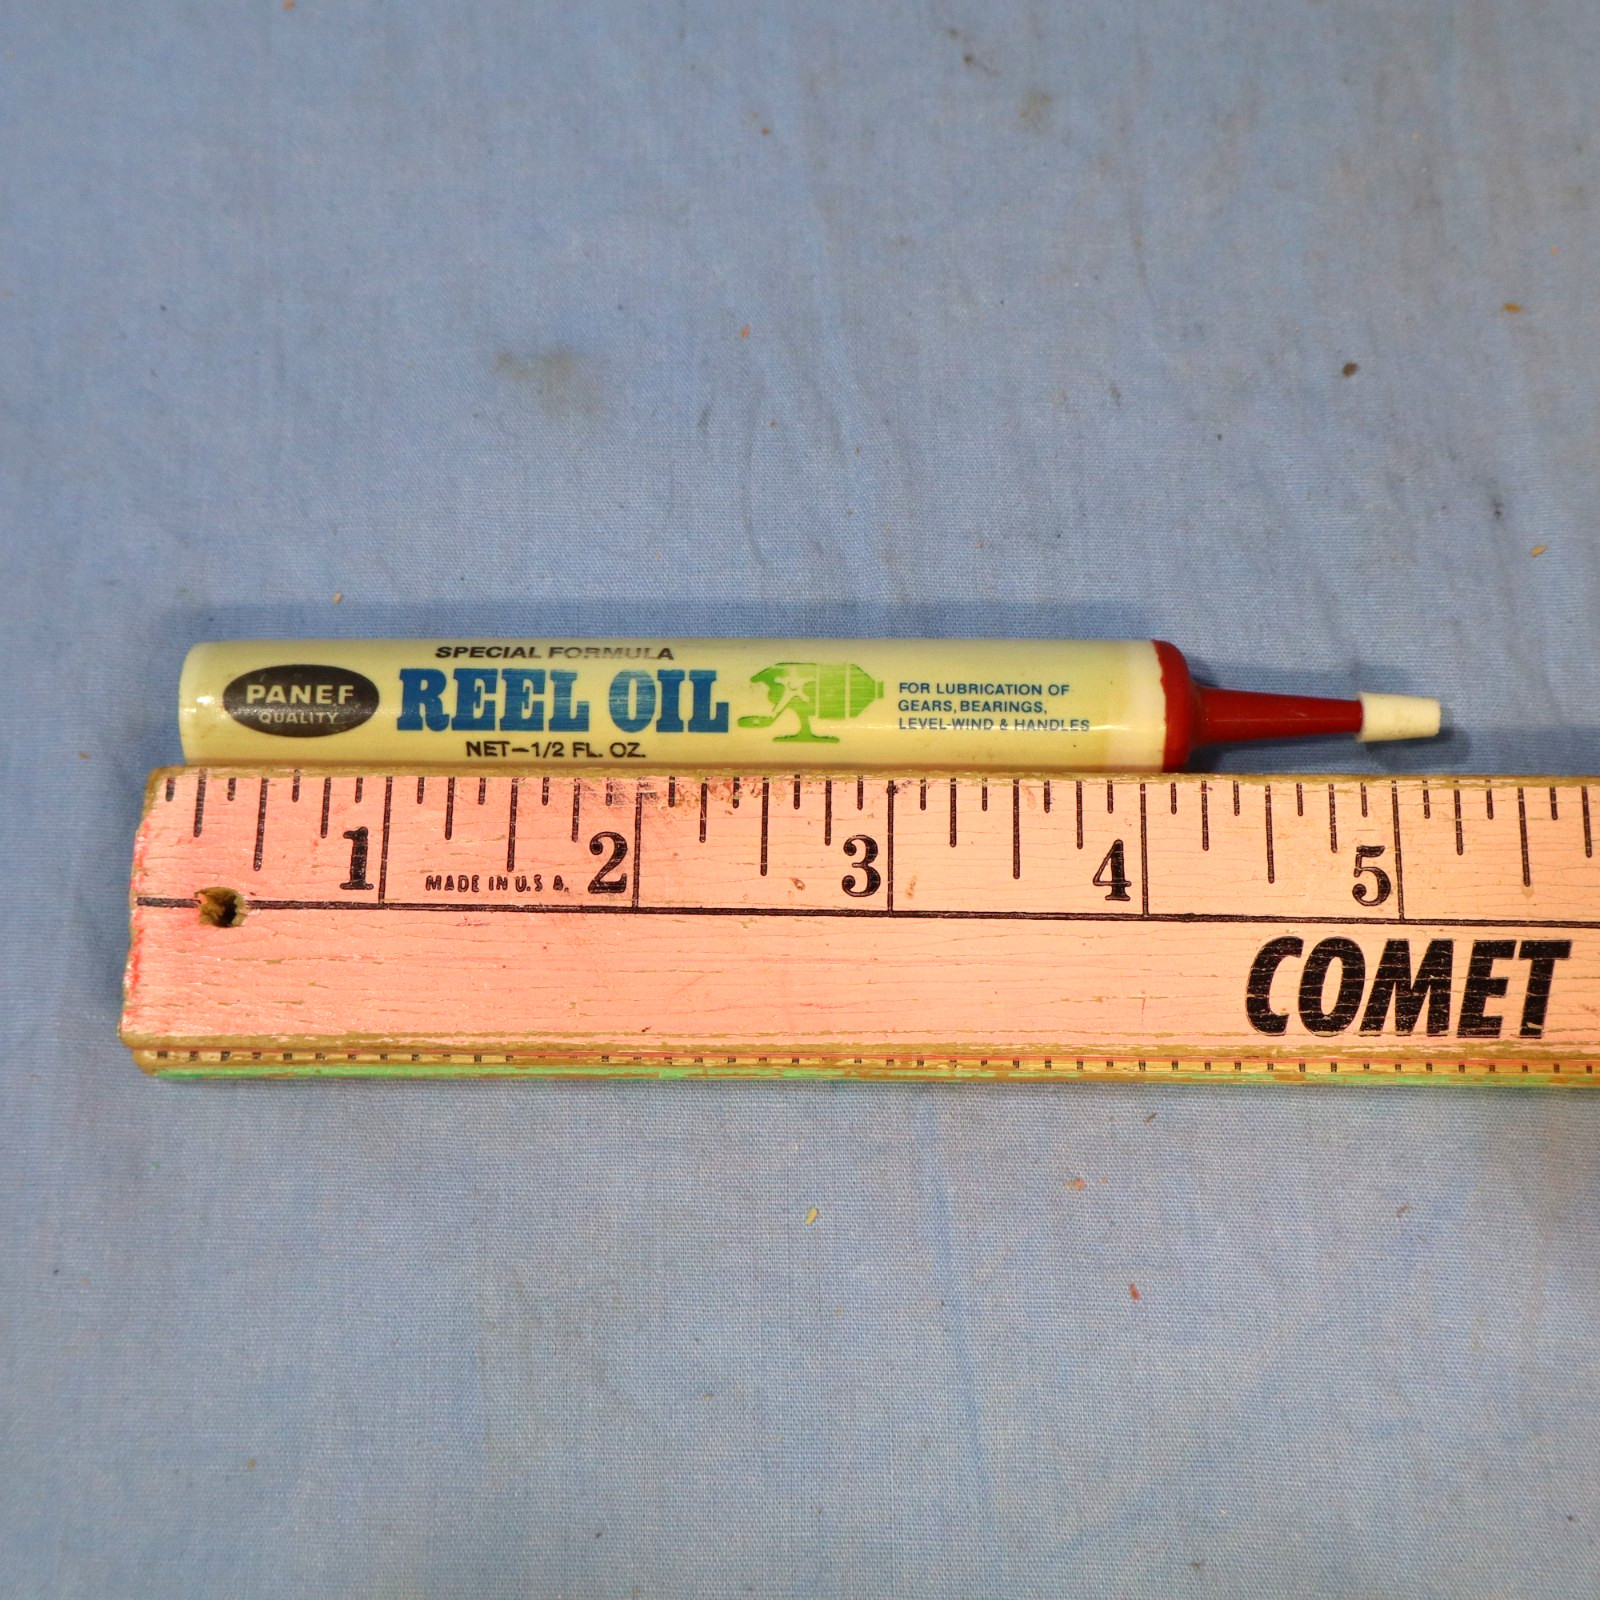 SPECIAL FORMULA
PANEF
QUALITY
REEL OIL
NET-1/2 FL. OZ.
FOR LUBRICATION OF
GEARS, BEARINGS,
LEVEL-WIND & HANDLES
1 2 3 4 5
MADE IN U.S A.
COMET